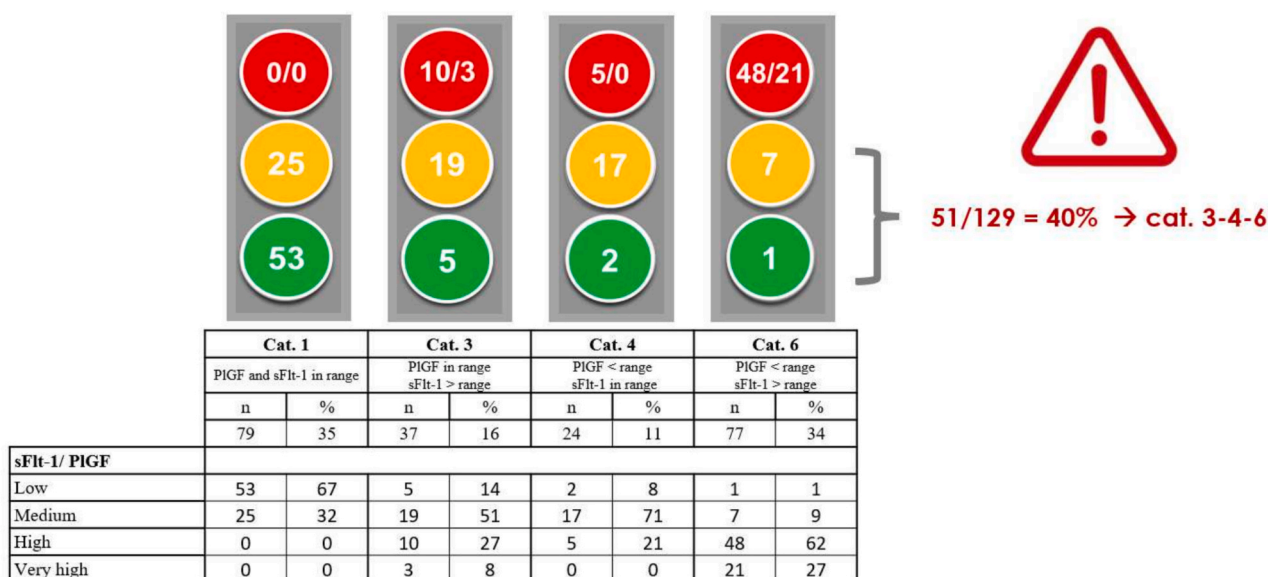 0/0 10/3 5/0 48/21
25 19 17 7
51/129 = 40% → cat. 3-4-6
53 5 2 1
Cat. 1 Cat. 3 Cat. 4 Cat. 6
PlGF and sFlt-1 in range PlGF in range sFlt-1 > range PlGF < range sFlt-1 in range PlGF < range sFlt-1 > range
n % n % n % n %
79 35 37 16 24 11 77 34
sFlt-1/ PlGF
Low 53 67 5 14 2 8 1 1
Medium 25 32 19 51 17 71 7 9
High 0 0 10 27 5 21 48 62
Very high 0 0 3 8 0 0 21 27